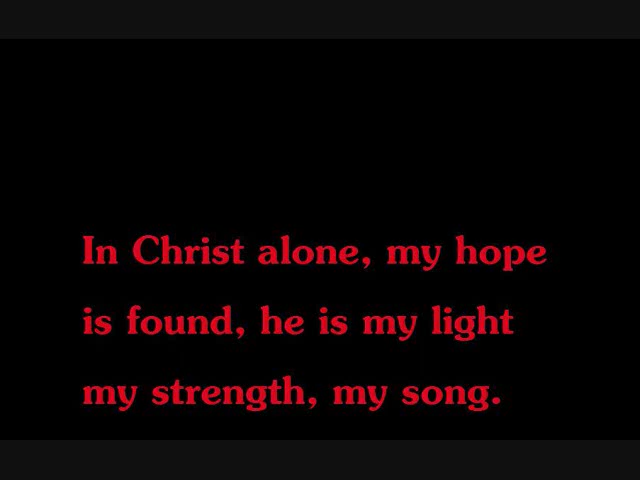 In Christ alone, my hope
is found, he is my light
my strength, my song.